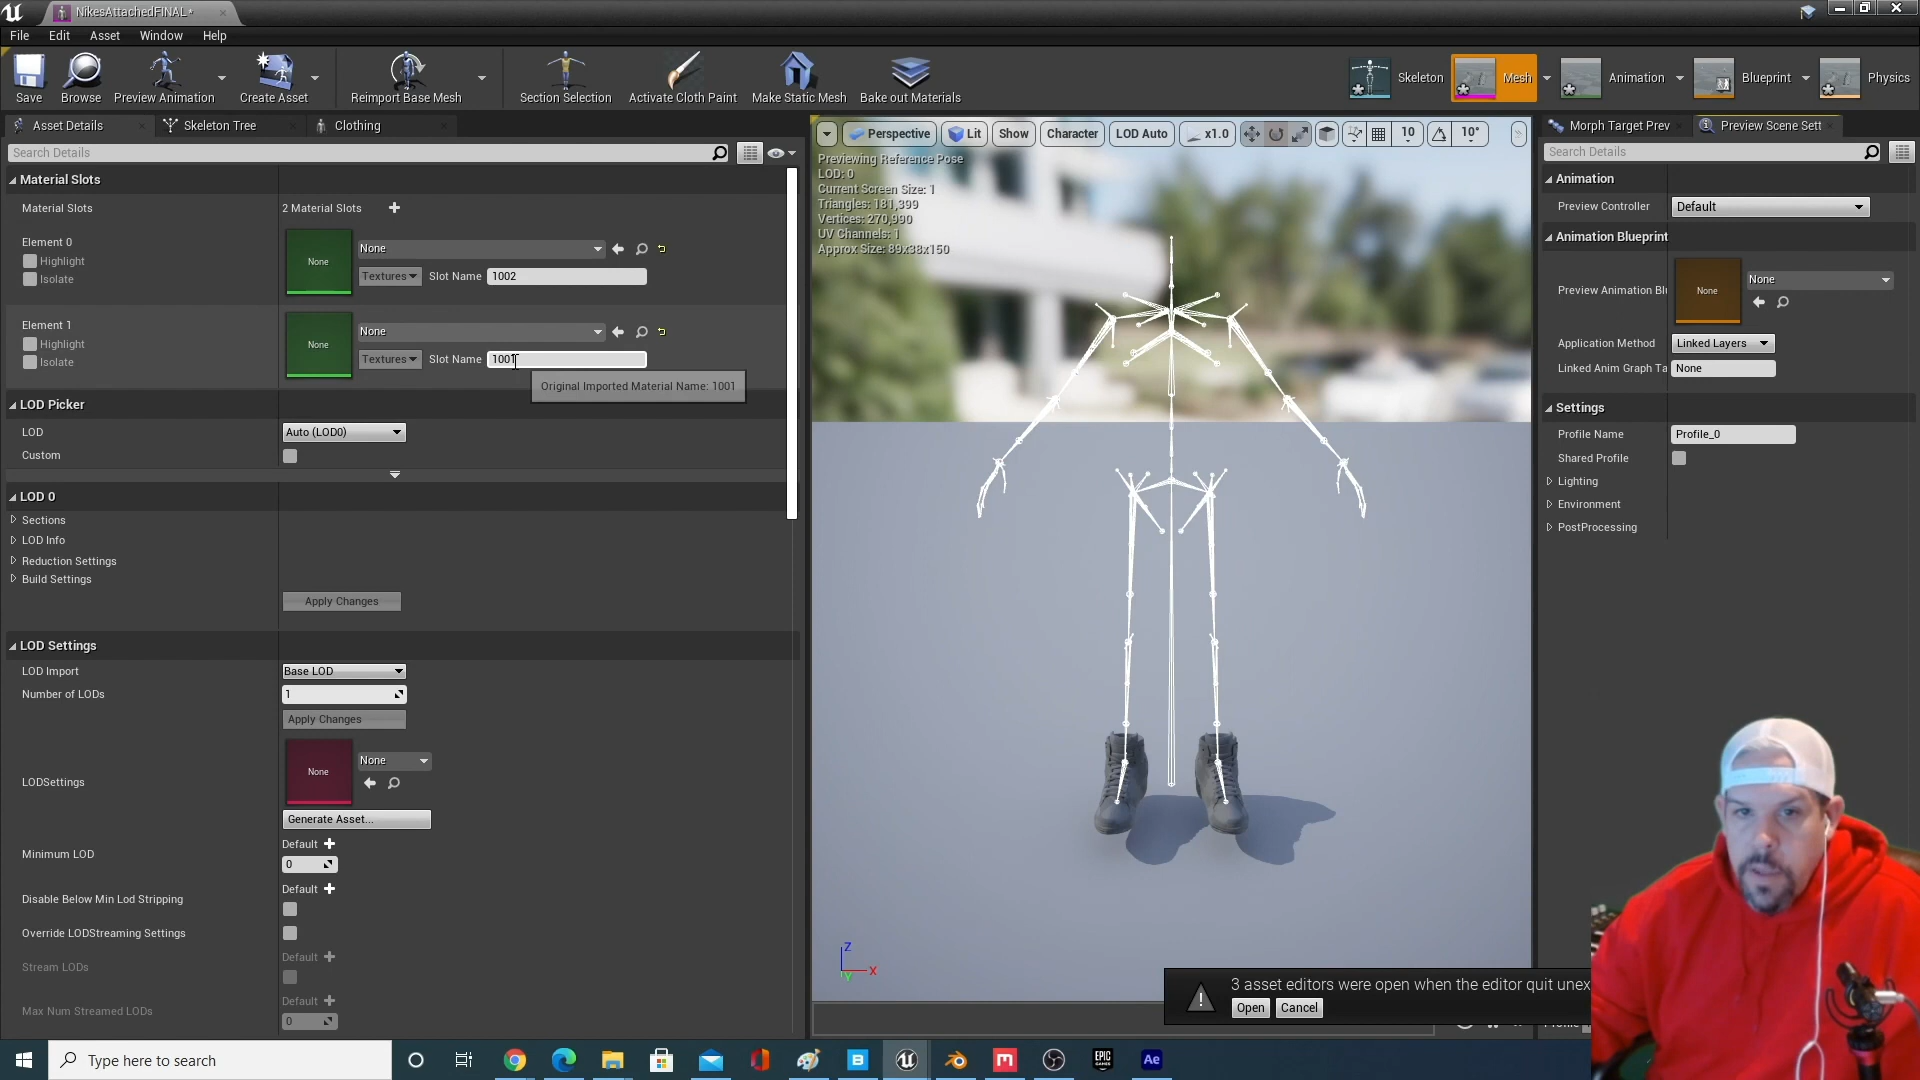 NikesAttachedFINAL*
File Edit Asset Window Help
Save Browse Preview Animation Create Asset Reimport Base Mesh Section Selection Activate Cloth Paint Make Static Mesh Bake out Materials
Skeleton Mesh Animation Blueprint Physics
Asset Details Skeleton Tree Clothing
Search Details
Material Slots
Material Slots 2 Material Slots
Element 0
Highlight
Isolate
None
None
Textures Slot Name 1002
Element 1
Highlight
Isolate
None
None
Textures Slot Name 1001
Original Imported Material Name: 1001
LOD Picker
LOD Auto (LOD0)
Custom
LOD 0
Sections
LOD Info
Reduction Settings
Build Settings
Apply Changes
LOD Settings
LOD Import Base LOD
Number of LODs 1
Apply Changes
LODSettings
None
None
Generate Asset...
Minimum LOD
Default
0
Disable Below Min Lod Stripping
Default
Override LODStreaming Settings
Stream LODs
Default
Max Num Streamed LODs
Default
0
Perspective Lit Show Character LOD Auto x1.0 10 10°
Previewing Reference Pose
LOD: 0
Current Screen Size: 1
Triangles: 181,399
Vertices: 270,990
UV Channels: 1
Approx Size: 89x38x150
Z
X
Y
Morph Target Prev Preview Scene Sett
Search Details
Animation
Preview Controller Default
Animation Blueprint
Preview Animation Bl
None
None
Application Method Linked Layers
Linked Anim Graph Ta None
Settings
Profile Name Profile_0
Shared Profile
Lighting
Environment
PostProcessing
3 asset editors were open when the editor quit unex
Open Cancel
Type here to search
B
M
EPIC GAMES
Ae